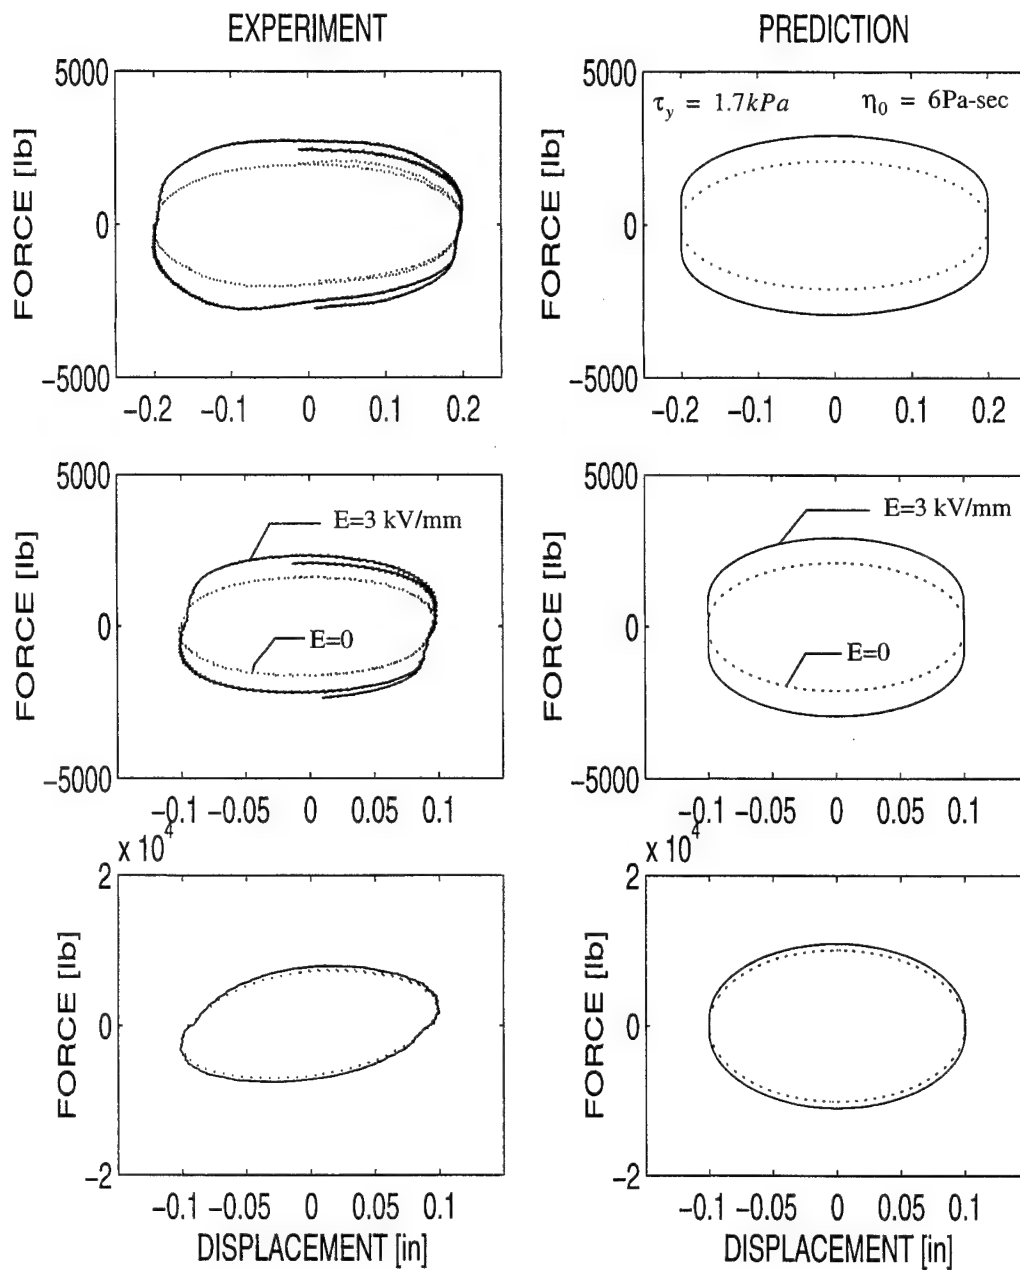 EXPERIMENT
PREDICTION
5000
0
-5000
FORCE [lb]
-0.2 -0.1 0 0.1 0.2
5000
0
-5000
FORCE [lb]
τy = 1.7kPa η0 = 6Pa-sec
-0.2 -0.1 0 0.1 0.2
5000
0
-5000
FORCE [lb]
E=3 kV/mm
E=0
-0.1 -0.05 0 0.05 0.1
5000
0
-5000
FORCE [lb]
E=3 kV/mm
E=0
-0.1 -0.05 0 0.05 0.1
x 10^4
2
0
-2
FORCE [lb]
-0.1 -0.05 0 0.05 0.1
DISPLACEMENT [in]
x 10^4
2
0
-2
FORCE [lb]
-0.1 -0.05 0 0.05 0.1
DISPLACEMENT [in]